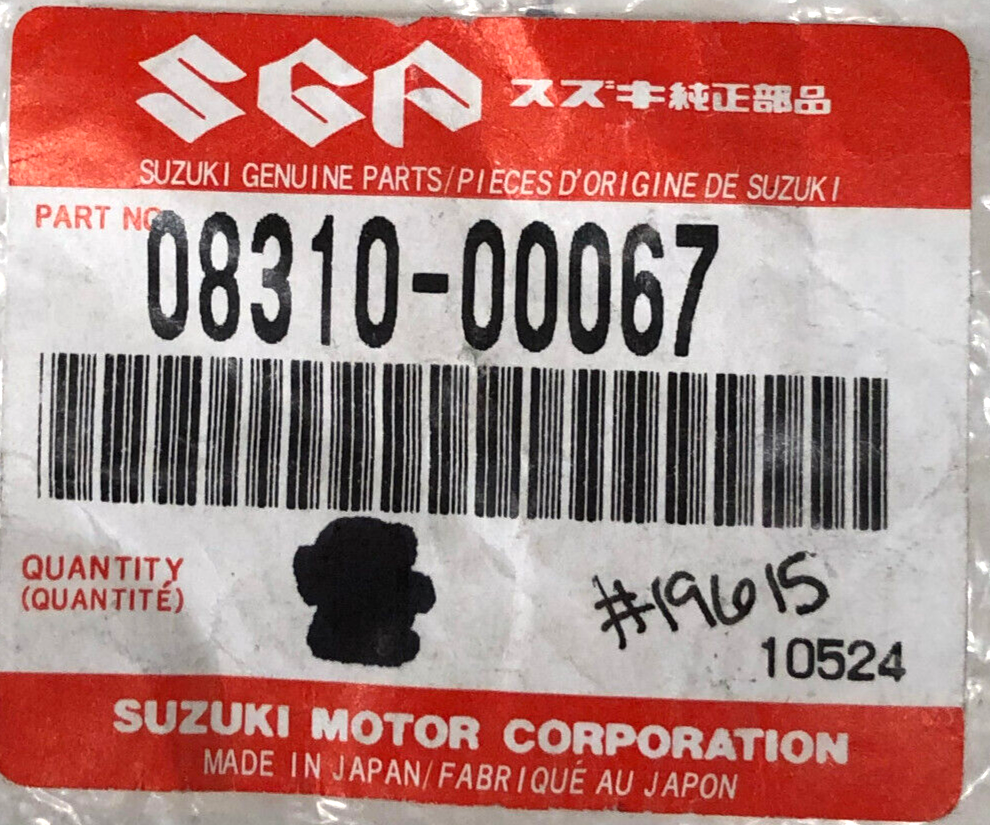 SGP スズキ純正部品
SUZUKI GENUINE PARTS/PIECES D'ORIGINE DE SUZUKI
PART NO.
08310-00067
QUANTITY
(QUANTITÉ)
#19615
10524
SUZUKI MOTOR CORPORATION
MADE IN JAPAN/FABRIQUÉ AU JAPON